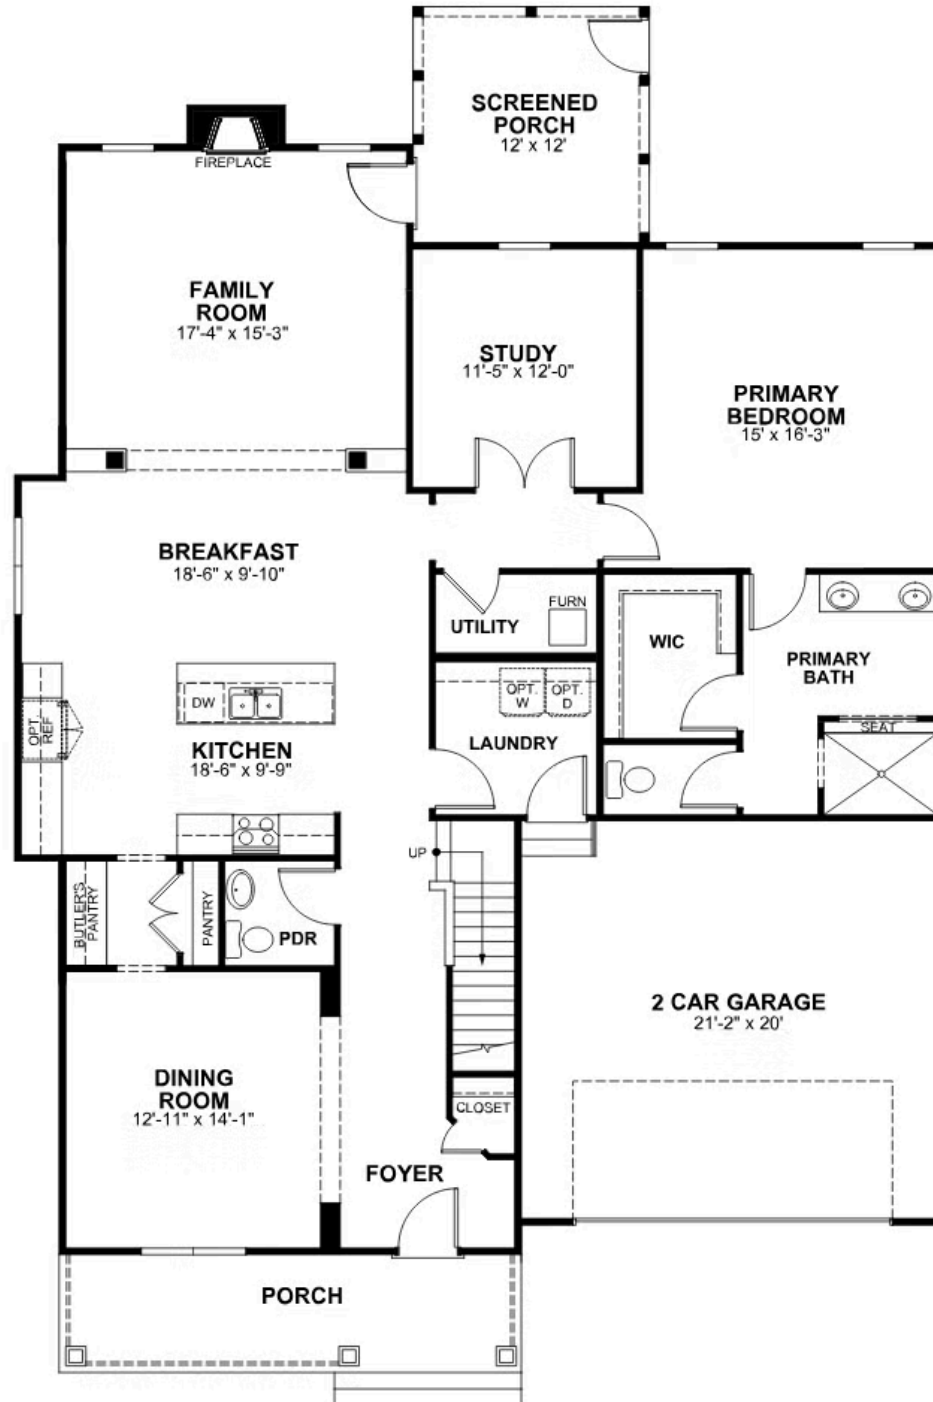 SCREENED
PORCH
12' x 12'
FIREPLACE
FAMILY
ROOM
17'-4" x 15'-3"
STUDY
11'-5" x 12'-0"
PRIMARY
BEDROOM
15' x 16'-3"
BREAKFAST
18'-6" x 9'-10"
UTILITY
FURN
WIC
PRIMARY
BATH
DW
OPT.
REF
KITCHEN
18'-6" x 9'-9"
OPT.
W
OPT.
D
LAUNDRY
SEAT
UP
BUTLER'S
PANTRY
PANTRY
PDR
2 CAR GARAGE
21'-2" x 20'
DINING
ROOM
12'-11" x 14'-1"
CLOSET
FOYER
PORCH